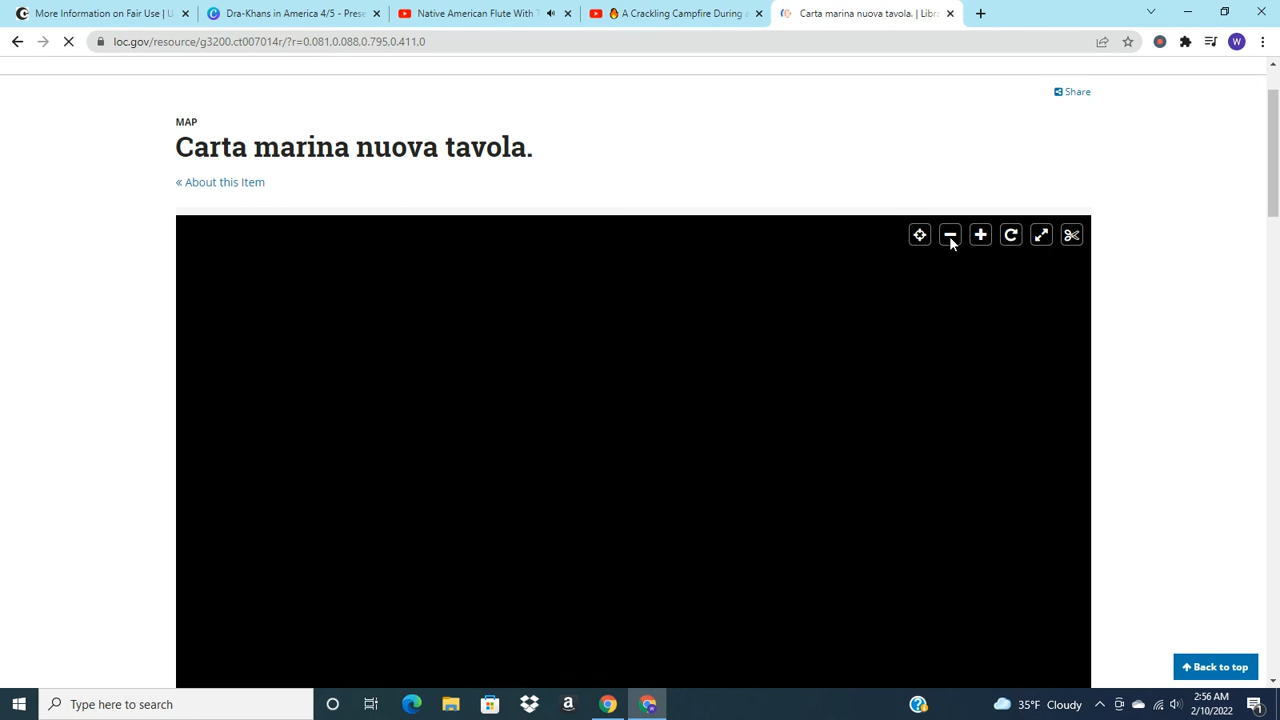 More Information on Fair Use | U
Dra-Khans in America 4/5 - Prese
Native American Flute With T
A Crackling Campfire During a
Carta marina nuova tavola. | Libra
loc.gov/resource/g3200.ct007014r/?r=0.081,0.088,0.795,0.411,0
W
Share
MAP
Carta marina nuova tavola.
« About this Item
Back to top
Type here to search
35°F Cloudy
2:56 AM
2/10/2022
1